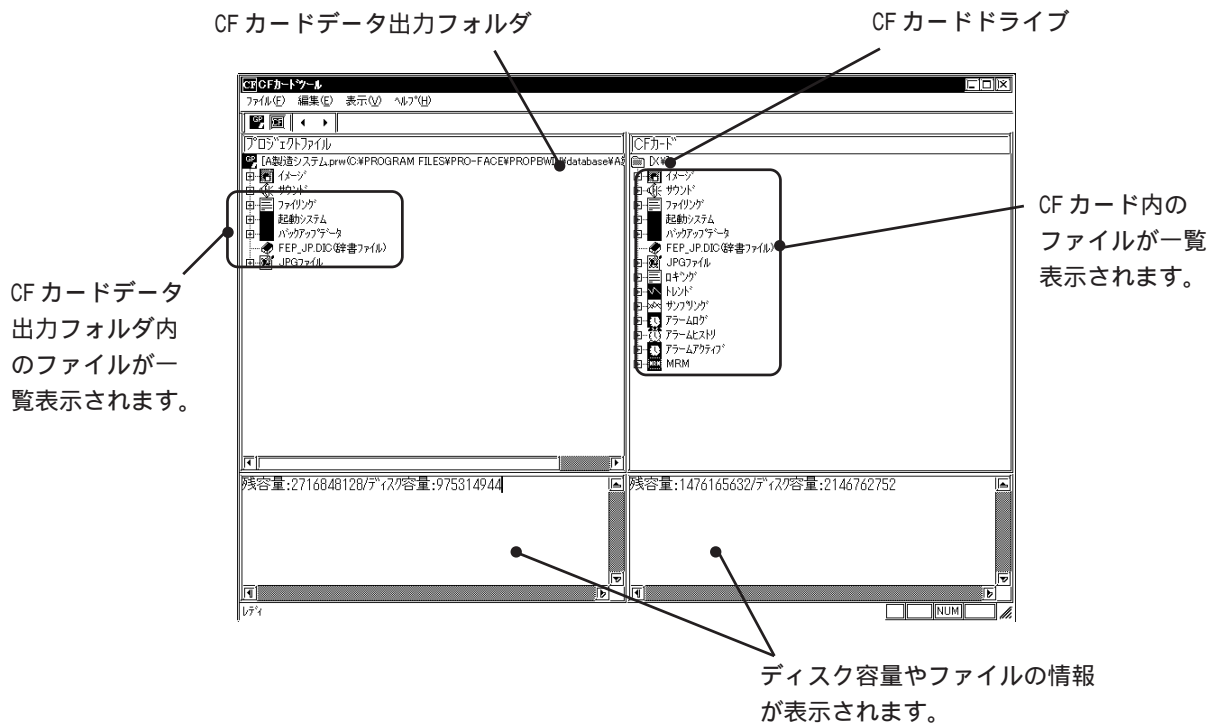 CF カードデータ出力フォルダ
CF カードドライブ
CFカードツール
ファイル(F) 編集(E) 表示(V) ヘルプ(H)
プロジェクトファイル
[A製造システム.prw(C:¥PROGRAM FILES¥PRO-FACE¥PROPBWI
¥database¥A
イメージ
サウンド
ファイリング
起動システム
バックアップデータ
FEP_JP.DIC(辞書ファイル)
JPGファイル
CFカード
イメージ
サウンド
ファイリング
起動システム
バックアップデータ
FEP_JP.DIC(辞書ファイル)
JPGファイル
ロギング
トレンド
サンプリング
アラームログ
アラームヒストリ
アラームアクティブ
MRM
CF カード内の
ファイルが一覧
表示されます。
CF カードデータ
出力フォルダ内
のファイルが一
覧表示されます。
残容量:2716848128/ディスク容量:975314944
残容量:1476165632/ディスク容量:2146762752
レディ
NUM
ディスク容量やファイルの情報
が表示されます。